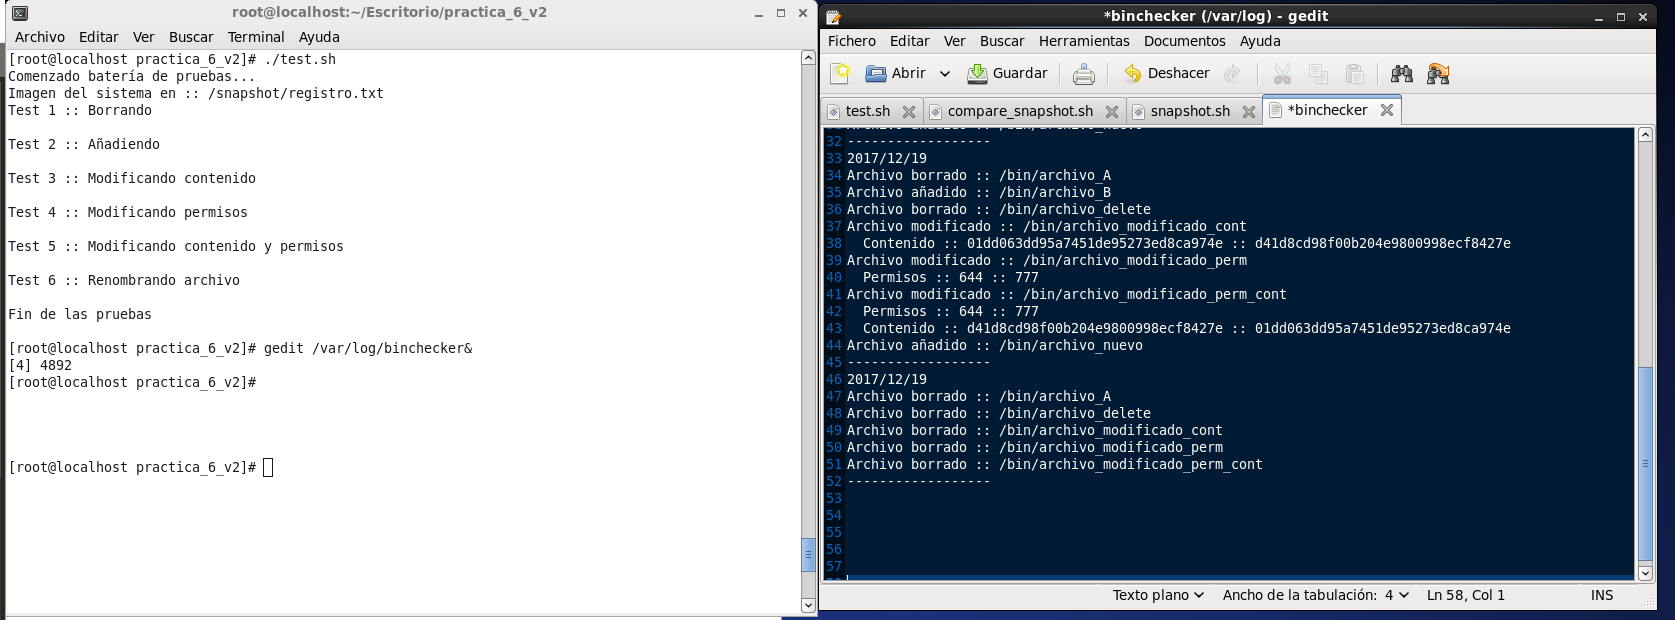 root@localhost:~/Escritorio/practica_6_v2
Archivo Editar Ver Buscar Terminal Ayuda
[root@localhost practica_6_v2]# ./test.sh
Comenzado batería de pruebas...
Imagen del sistema en :: /snapshot/registro.txt
Test 1 :: Borrando
Test 2 :: Añadiendo
Test 3 :: Modificando contenido
Test 4 :: Modificando permisos
Test 5 :: Modificando contenido y permisos
Test 6 :: Renombrando archivo
Fin de las pruebas
[root@localhost practica_6_v2]# gedit /var/log/binchecker&
[4] 4892
[root@localhost practica_6_v2]#
[root@localhost practica_6_v2]#
*binchecker (/var/log) - gedit
Fichero Editar Ver Buscar Herramientas Documentos Ayuda
Abrir Guardar Deshacer
test.sh compare_snapshot.sh snapshot.sh *binchecker
32 ------------------
33 2017/12/19
34 Archivo borrado :: /bin/archivo_A
35 Archivo añadido :: /bin/archivo_B
36 Archivo borrado :: /bin/archivo_delete
37 Archivo modificado :: /bin/archivo_modificado_cont
38 Contenido :: 01dd063dd95a7451de95273ed8ca974e :: d41d8cd98f00b204e9800998ecf8427e
39 Archivo modificado :: /bin/archivo_modificado_perm
40 Permisos :: 644 :: 777
41 Archivo modificado :: /bin/archivo_modificado_perm_cont
42 Permisos :: 644 :: 777
43 Contenido :: d41d8cd98f00b204e9800998ecf8427e :: 01dd063dd95a7451de95273ed8ca974e
44 Archivo añadido :: /bin/archivo_nuevo
45 ------------------
46 2017/12/19
47 Archivo borrado :: /bin/archivo_A
48 Archivo borrado :: /bin/archivo_delete
49 Archivo borrado :: /bin/archivo_modificado_cont
50 Archivo borrado :: /bin/archivo_modificado_perm
51 Archivo borrado :: /bin/archivo_modificado_perm_cont
52 ------------------
53
54
55
56
57
Texto plano Ancho de la tabulación: 4 Ln 58, Col 1 INS